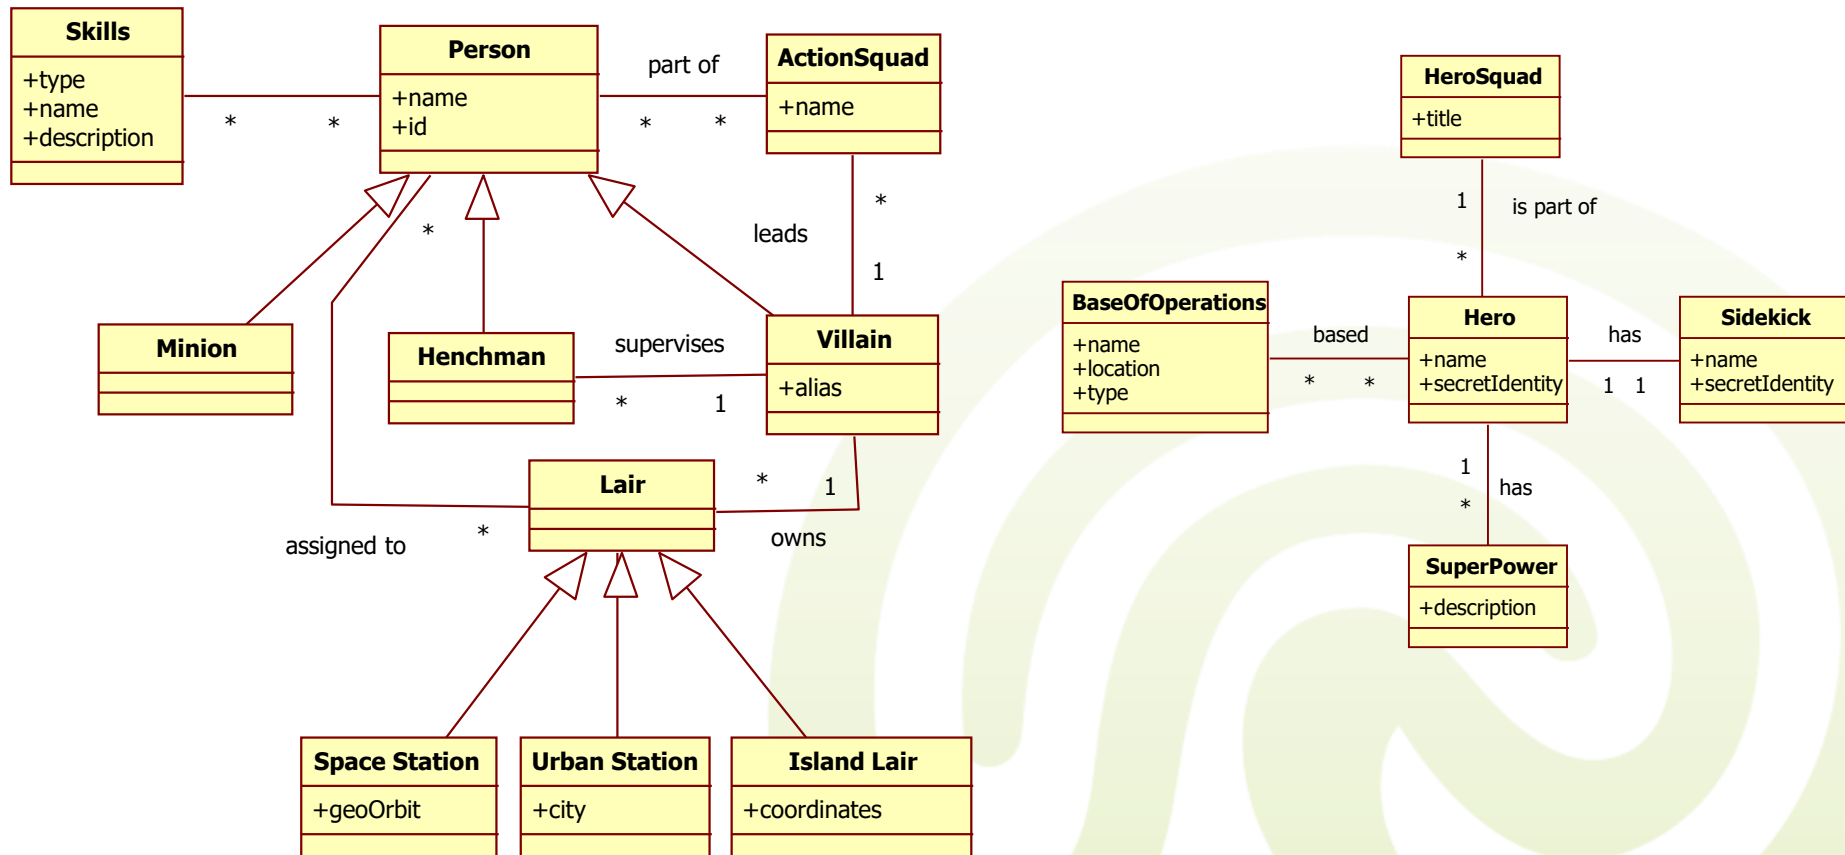 Skills
+type
+name
+description
*
*
Person
+name
+id
part of
*
*
ActionSquad
+name
*
leads
1
*
Minion
Henchman
supervises
*
1
Villain
+alias
Lair
*
1
owns
assigned to
*
Space Station
+geoOrbit
Urban Station
+city
Island Lair
+coordinates
HeroSquad
+title
1
is part of
*
BaseOfOperations
+name
+location
+type
based
*
*
Hero
+name
+secretIdentity
has
1
1
Sidekick
+name
+secretIdentity
1
has
*
SuperPower
+description